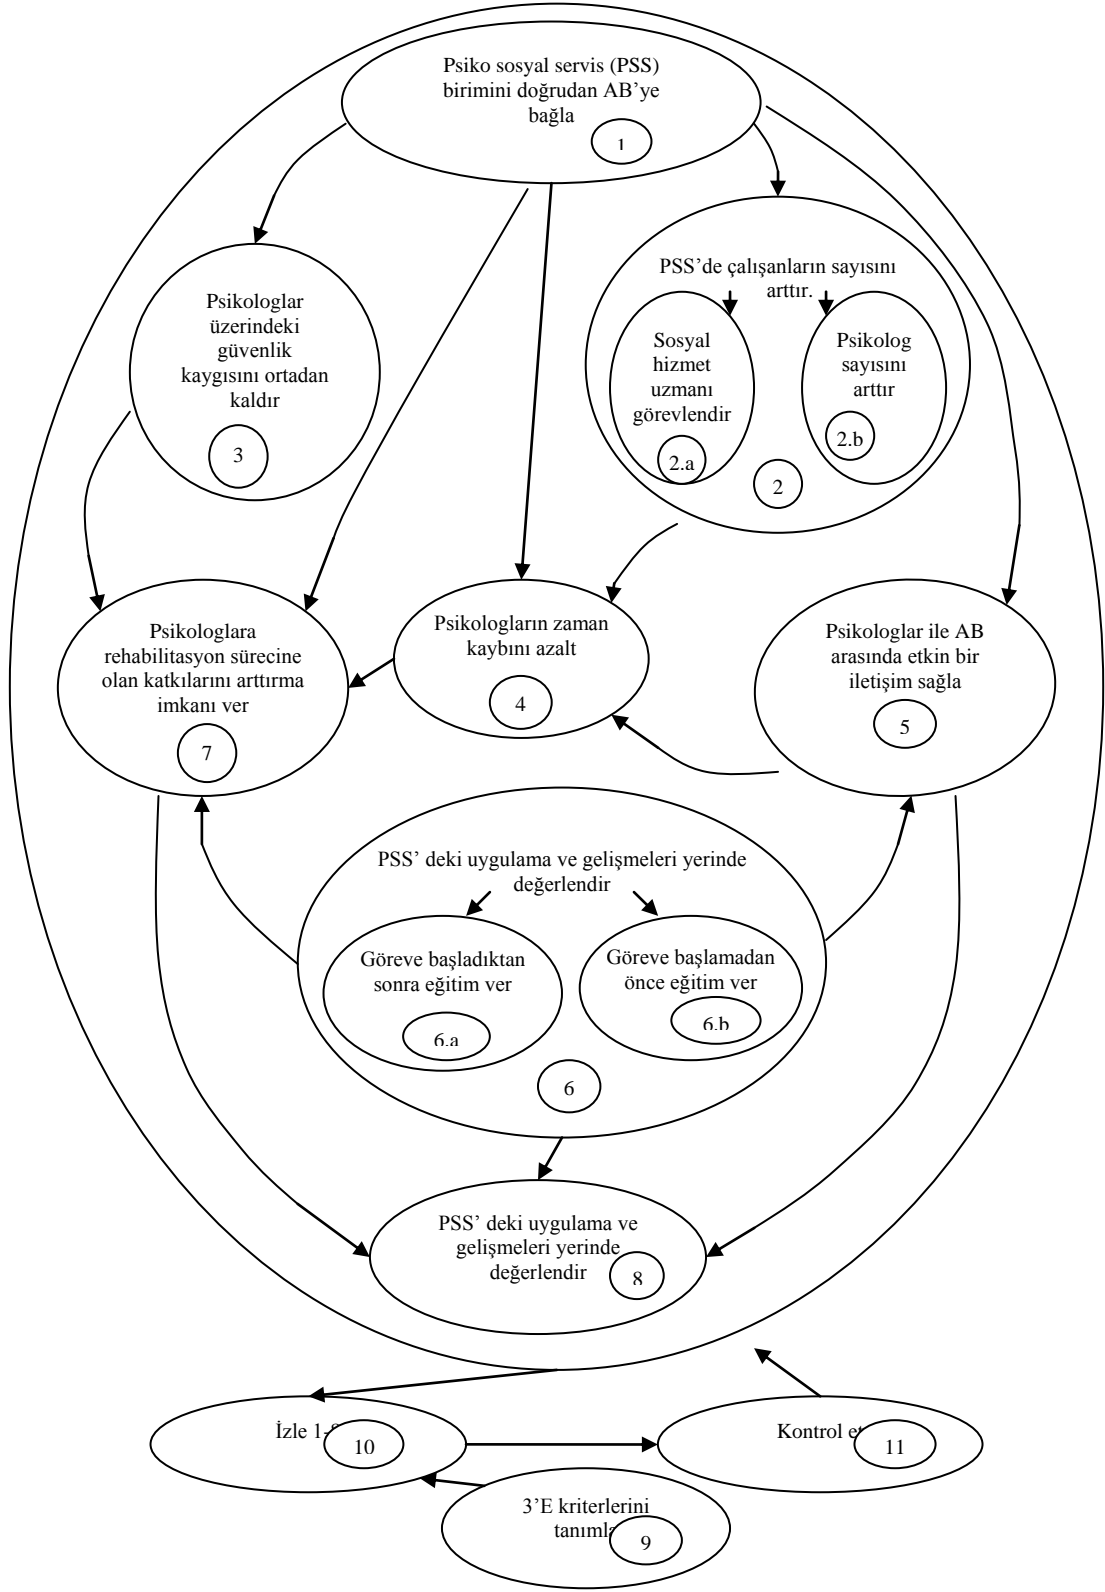 Psiko sosyal servis (PSS)
birimini doğrudan AB’ye
bağla
1
PSS’de çalışanların sayısını
arttır.
Sosyal
hizmet
uzmanı
görevlendir
2.a
Psikolog
sayısını
arttır
2.b
2
Psikologlar
üzerindeki
güvenlik
kaygısını ortadan
kaldır
3
Psikologlara
rehabilitasyon sürecine
olan katkılarını arttırma
imkanı ver
7
Psikologların zaman
kaybını azalt
4
Psikologlar ile AB
arasında etkin bir
iletişim sağla
5
PSS’ deki uygulama ve gelişmeleri yerinde
değerlendir
Göreve başladıktan
sonra eğitim ver
6.a
Göreve başlamadan
önce eğitim ver
6.b
6
PSS’ deki uygulama ve
gelişmeleri yerinde
değerlendir
8
İzle
10
Kontrol
11
3’E kriterlerini
9